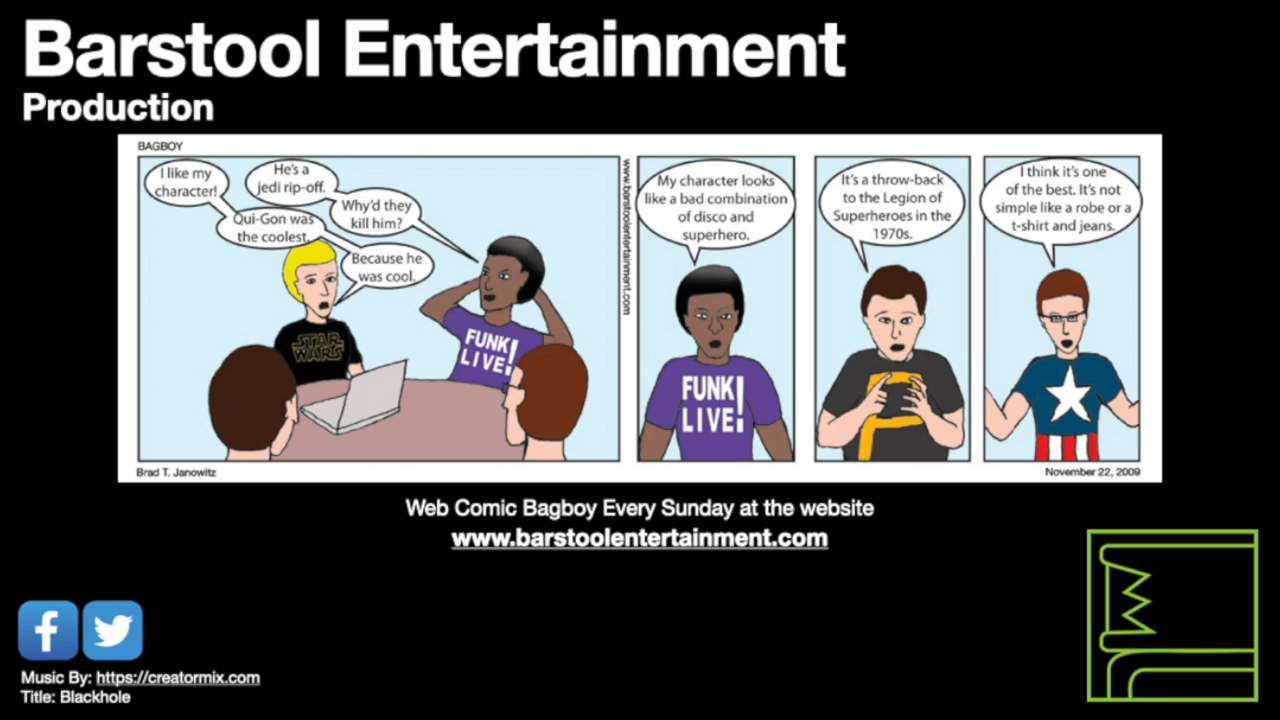 Barstool Entertainment
Production
BAGBOY
I like my
character!
He's a
jedi rip-off.
Qui-Gon was
the coolest.
Why'd they
kill him?
Because he
was cool.
STAR
WARS
FUNK
LIVE!
www.barstoolentertainment.com
My character looks
like a bad combination
of disco and
superhero.
FUNK
LIVE!
It's a throw-back
to the Legion of
Superheroes in the
1970s.
I think it's one
of the best. It's not
simple like a robe or a
t-shirt and jeans.
Brad T. Janowitz
November 22, 2009
Web Comic Bagboy Every Sunday at the website
www.barstoolentertainment.com
Music By: https://creatormix.com
Title: Blackhole